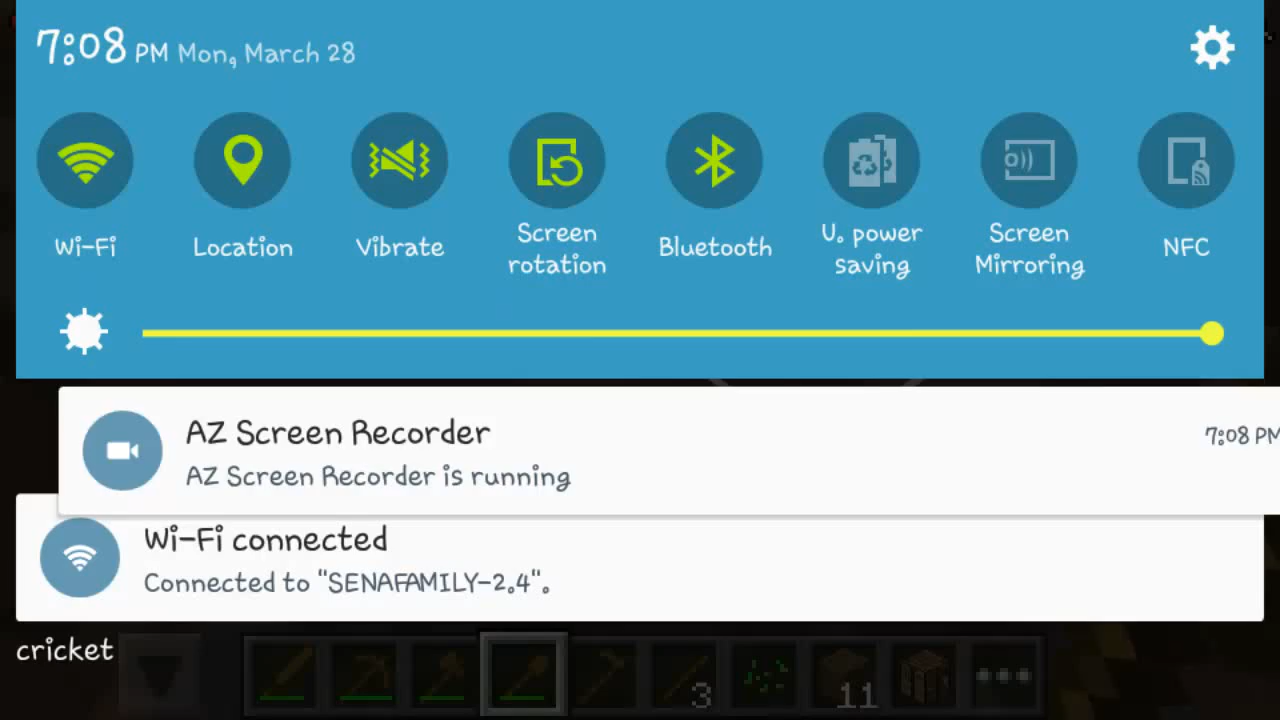 7:08 PM Mon, March 28
Wi-Fi
Location
Vibrate
Screen
rotation
Bluetooth
U. power
saving
Screen
Mirroring
NFC
AZ Screen Recorder
7:08 PM
AZ Screen Recorder is running
Wi-Fi connected
Connected to "SENAFAMILY-2.4".
cricket
3
11